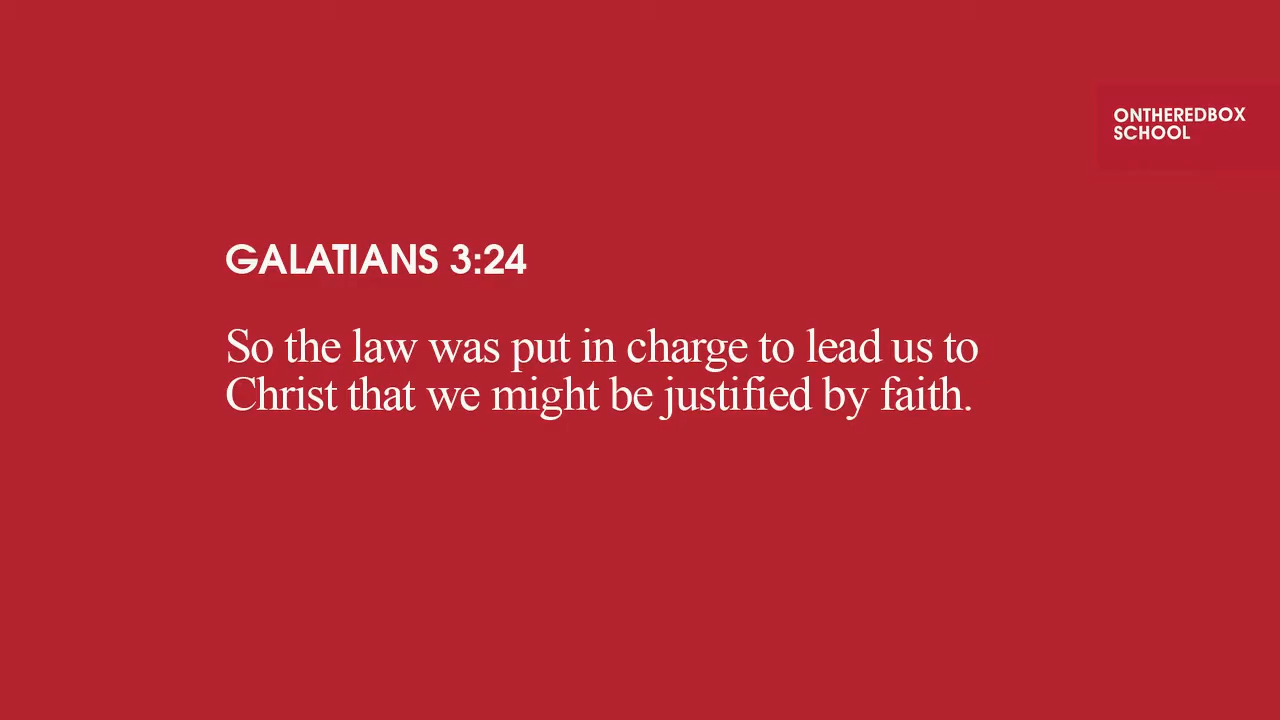 ONTHEREDBOX
SCHOOL
GALATIANS 3:24
So the law was put in charge to lead us to
Christ that we might be justified by faith.